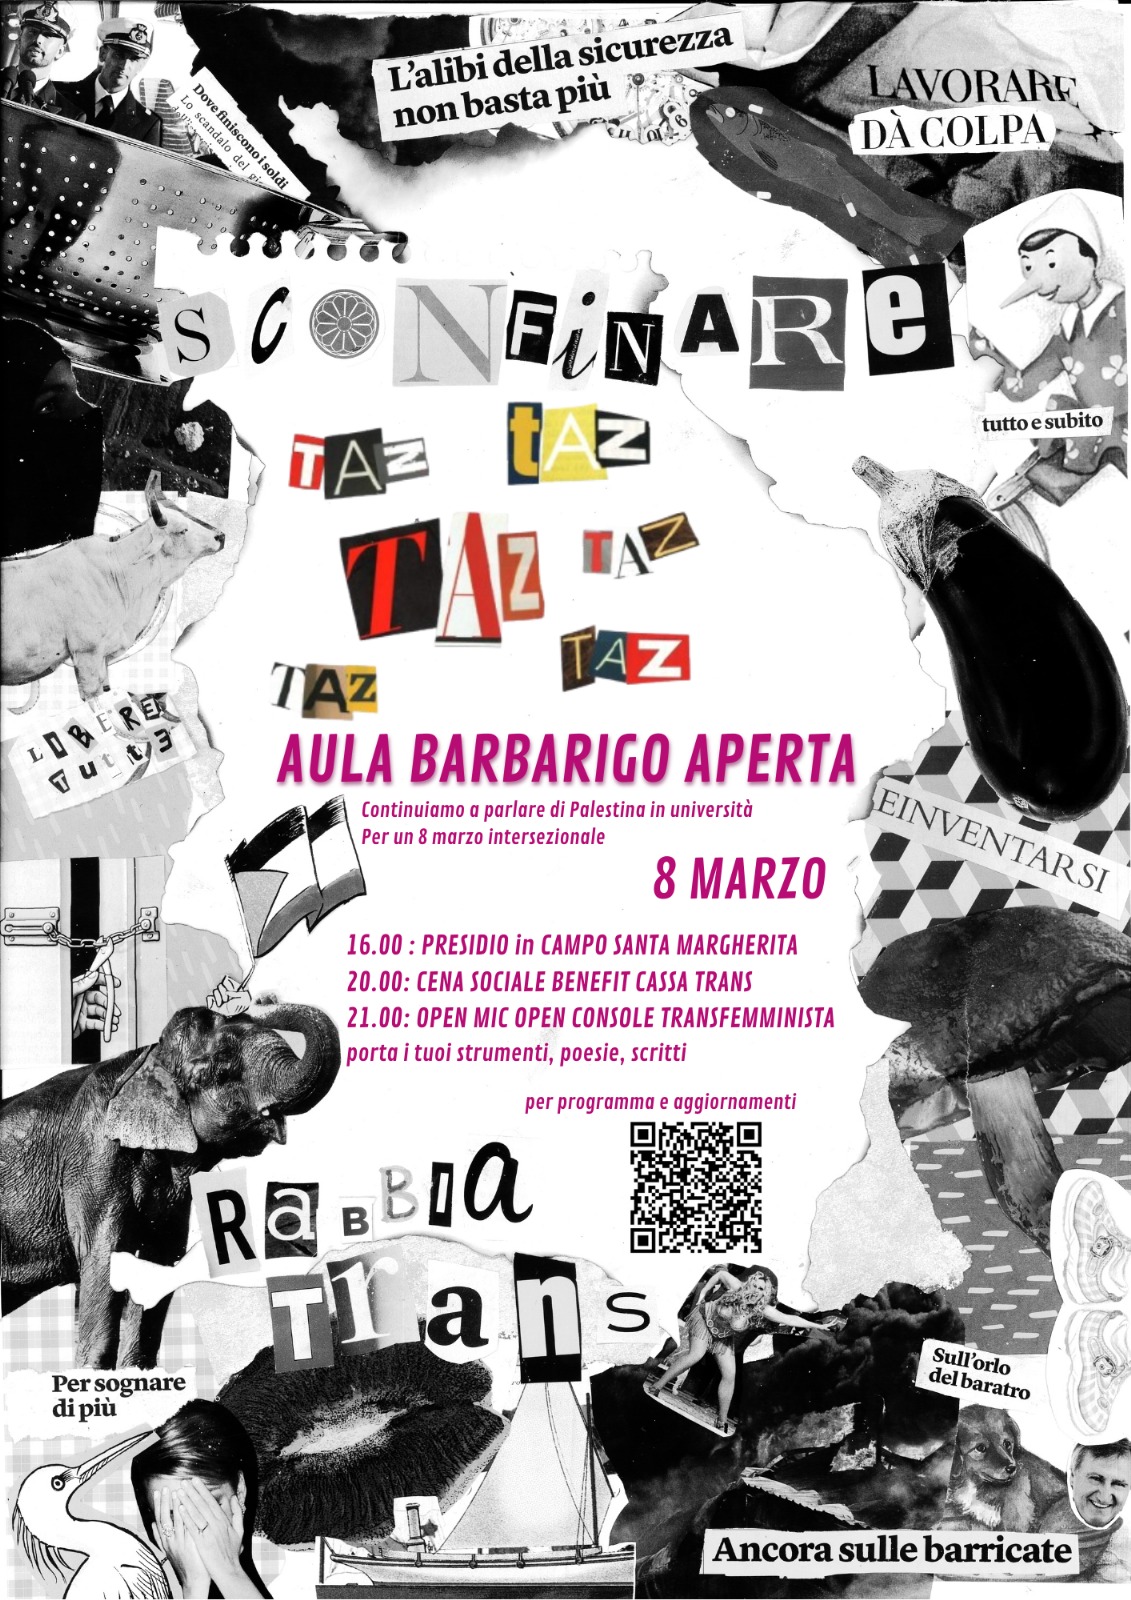 L'alibi della sicurezza
non basta più
LAVORARE
DÀ COLPA
Dove finiscono i soldi
Lo scandalo del
SCONFiNARe
tutto e subito
TAZ
tAZ
TAZ
TAZ
TAZ
TAZ
LIBERE
Tutt3
AULA BARBARIGO APERTA
Continuiamo a parlare di Palestina in università
Per un 8 marzo intersezionale
8 MARZO
EINVENTARSI
16.00 : PRESIDIO in CAMPO SANTA MARGHERITA
20.00: CENA SOCIALE BENEFIT CASSA TRANS
21.00: OPEN MIC OPEN CONSOLE TRANSFEMMINISTA
porta i tuoi strumenti, poesie, scritti
per programma e aggiornamenti
RaBBIa
Trans
Per sognare
di più
Sull'orlo
del baratro
Ancora sulle barricate